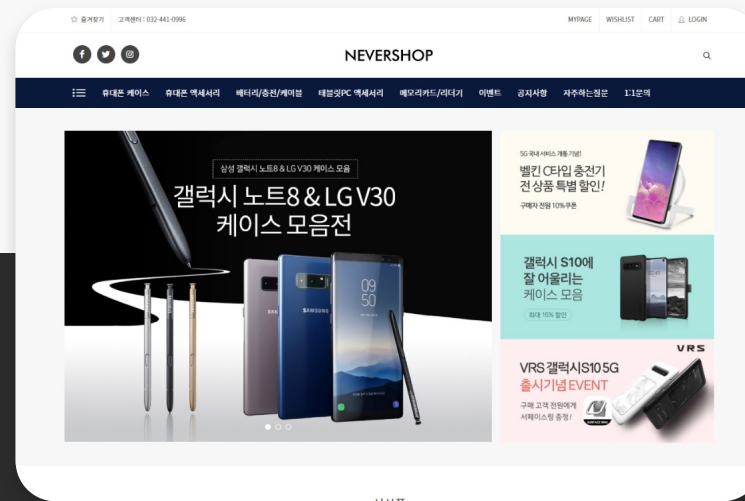 즐겨찾기 고객센터 : 032-441-0996 MYPAGE WISHLIST CART LOGIN
NEVERSHOP
휴대폰 케이스 휴대폰 액세서리 배터리/충전/케이블 태블릿PC 액세서리 메모리카드/리더기 이벤트 공지사항 자주하는질문 1:1문의
삼성 갤럭시 노트8 & LG V30 케이스 모음
갤럭시 노트8 & LG V30
케이스 모음전
SAMSUNG
09
50
5G 국내 서비스 개통 기념!
벨킨 C타입 충전기
전 상품 특별 할인!
구매자 전원 10% 쿠폰
갤럭시 S10에
잘 어울리는
케이스 모음
최대 15% 할인
VRS
VRS 갤럭시S10 5G
출시기념 EVENT
구매 고객 전원에게
서페이스링 증정!